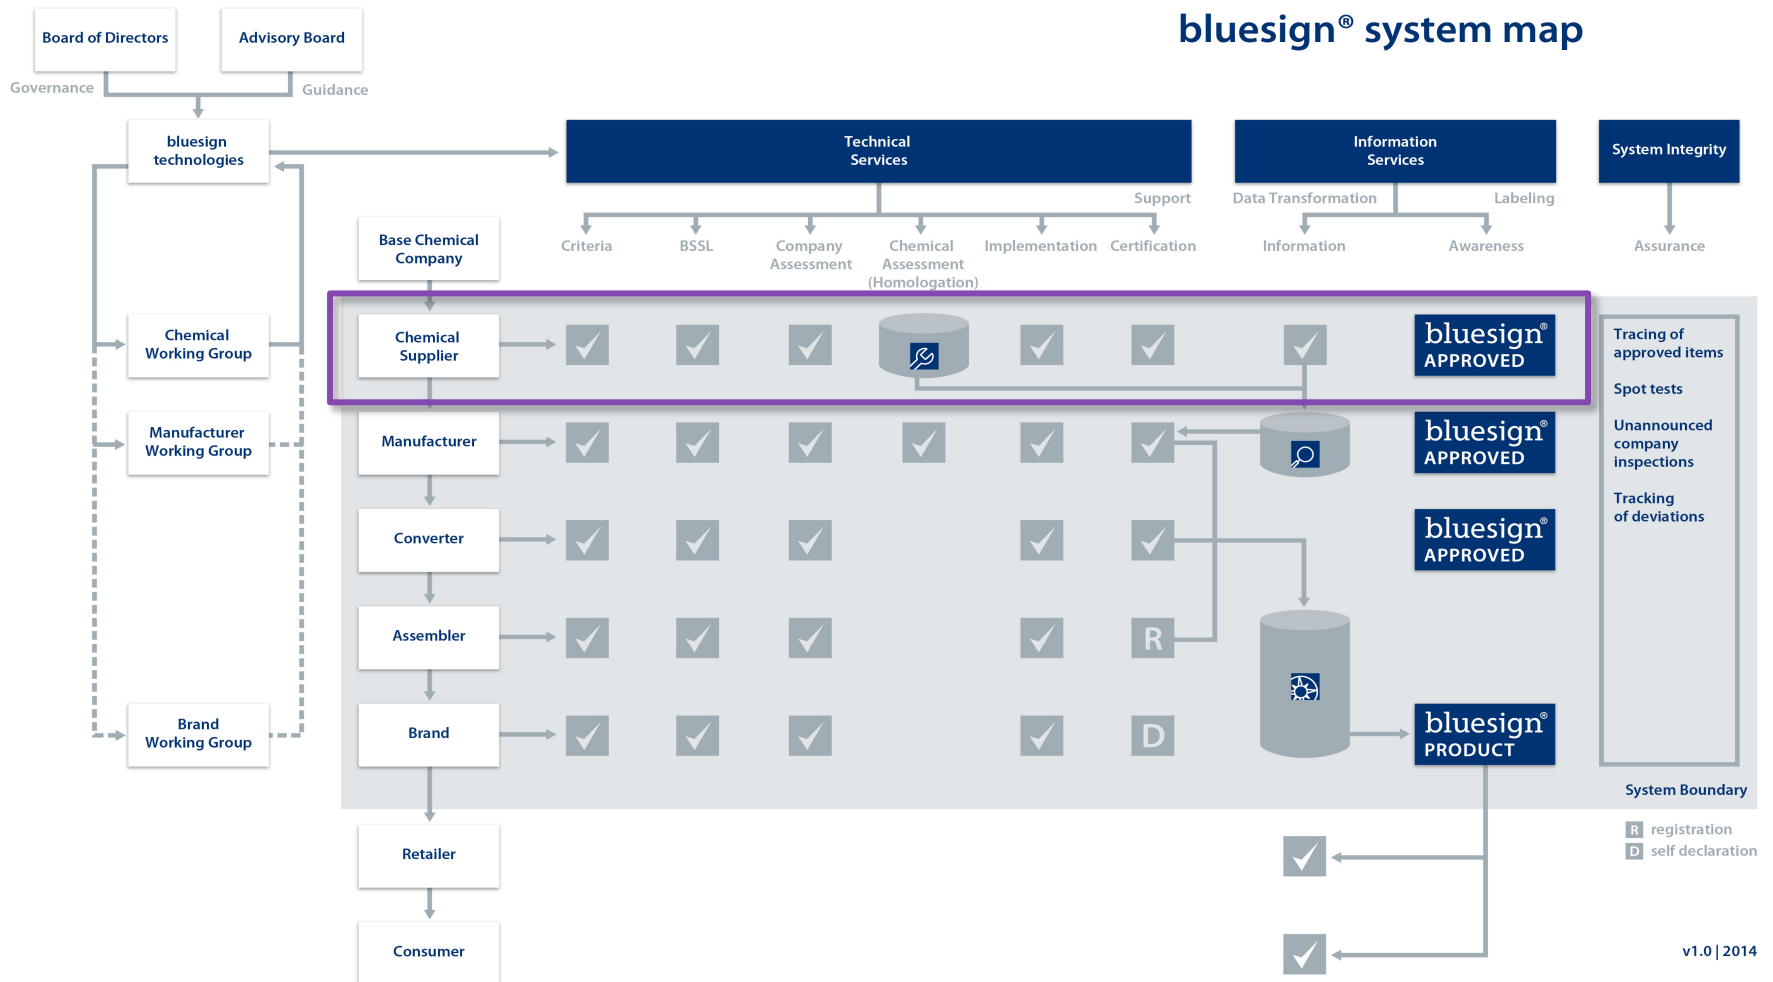 bluesign® system map
Board of Directors
Advisory Board
Governance
Guidance
bluesign
technologies
Technical
Services
Information
Services
System Integrity
Support
Data Transformation
Labeling
Base Chemical
Company
Criteria
BSSL
Company
Assessment
Chemical
Assessment
(Homologation)
Implementation
Certification
Information
Awareness
Assurance
Chemical
Working Group
Chemical
Supplier
bluesign®
APPROVED
Tracing of
approved items
Spot tests
Unannounced
company
inspections
Tracking
of deviations
Manufacturer
Working Group
Manufacturer
bluesign®
APPROVED
Converter
bluesign®
APPROVED
Assembler
R
Brand
Working Group
Brand
D
bluesign®
PRODUCT
System Boundary
R registration
D self declaration
Retailer
Consumer
v1.0 | 2014